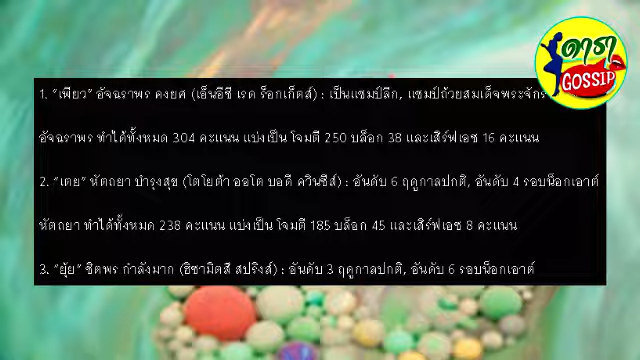 ดารา
GOSSIP
1. "เพียว" อัจฉราพร คงยศ (เอ็นอีซี เรด ร็อกเก็ตส์) : เป็นแชมป์ลีก, แชมป์ถ้วยสมเด็จพระจักร
อัจฉราพร ทำได้ทั้งหมด 304 คะแนน แบ่งเป็น โจมตี 250 บล็อก 38 และเสิร์ฟเอซ 16 คะแนน
2. "เตย" หัตถยา บำรุงสุข (โตโยต้า ออโต บอดี ควินซีส์) : อันดับ 6 ฤดูกาลปกติ, อันดับ 4 รอบน็อกเอาต์
หัตถยา ทำได้ทั้งหมด 238 คะแนน แบ่งเป็น โจมตี 185 บล็อก 45 และเสิร์ฟเอซ 8 คะแนน
3. "ยุ้ย" ชิตพร กำลังมาก (ฮิซามิตสึ สปริงส์) : อันดับ 3 ฤดูกาลปกติ, อันดับ 6 รอบน็อกเอาต์